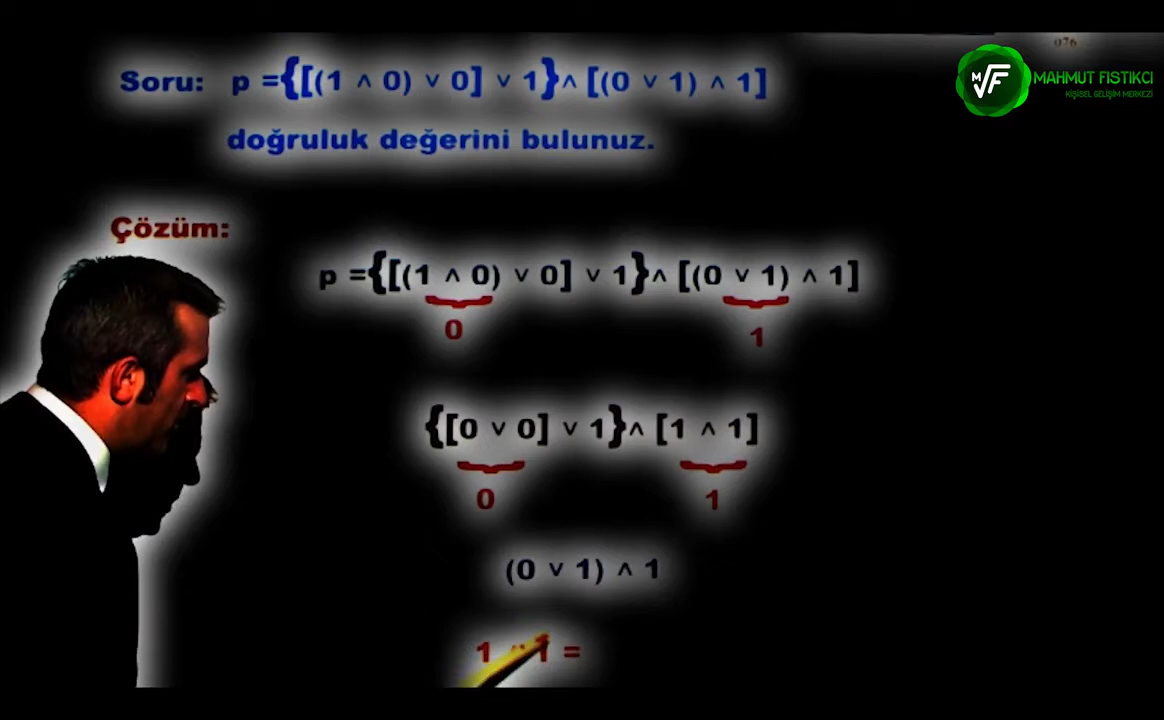 076
MAHMUT FISTIKCI
KİŞİSEL GELİŞİM MERKEZİ
Soru: p ={[(1 ∧ 0) ∨ 0] ∨ 1}∧ [(0 ∨ 1) ∧ 1]
doğruluk değerini bulunuz.
Çözüm:
p ={[(1 ∧ 0) ∨ 0] ∨ 1}∧ [(0 ∨ 1) ∧ 1]
0 1
{[0 ∨ 0] ∨ 1}∧ [1 ∧ 1]
0 1
(0 ∨ 1) ∧ 1
1 ∧ 1 =